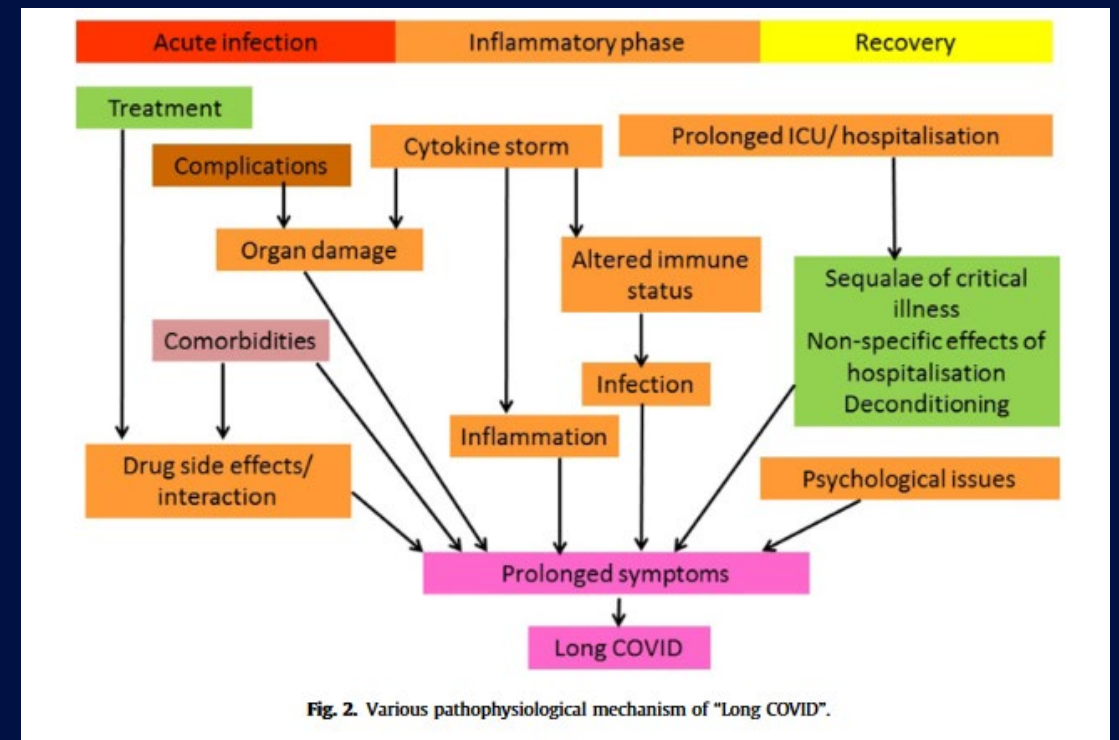 Acute infection
Inflammatory phase
Recovery
Treatment
Complications
Cytokine storm
Prolonged ICU/ hospitalisation
Organ damage
Altered immune
status
Sequalae of critical
illness
Non-specific effects of
hospitalisation
Deconditioning
Comorbidities
Infection
Inflammation
Drug side effects/
interaction
Psychological issues
Prolonged symptoms
Long COVID
Fig. 2. Various pathophysiological mechanism of “Long COVID”.